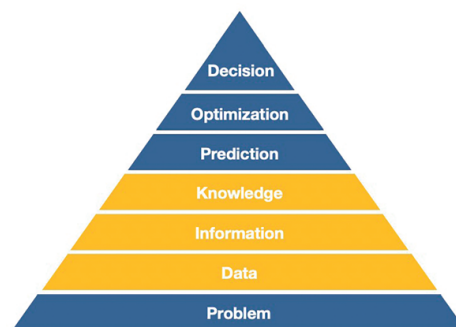 Decision
Optimization
Prediction
Knowledge
Information
Data
Problem